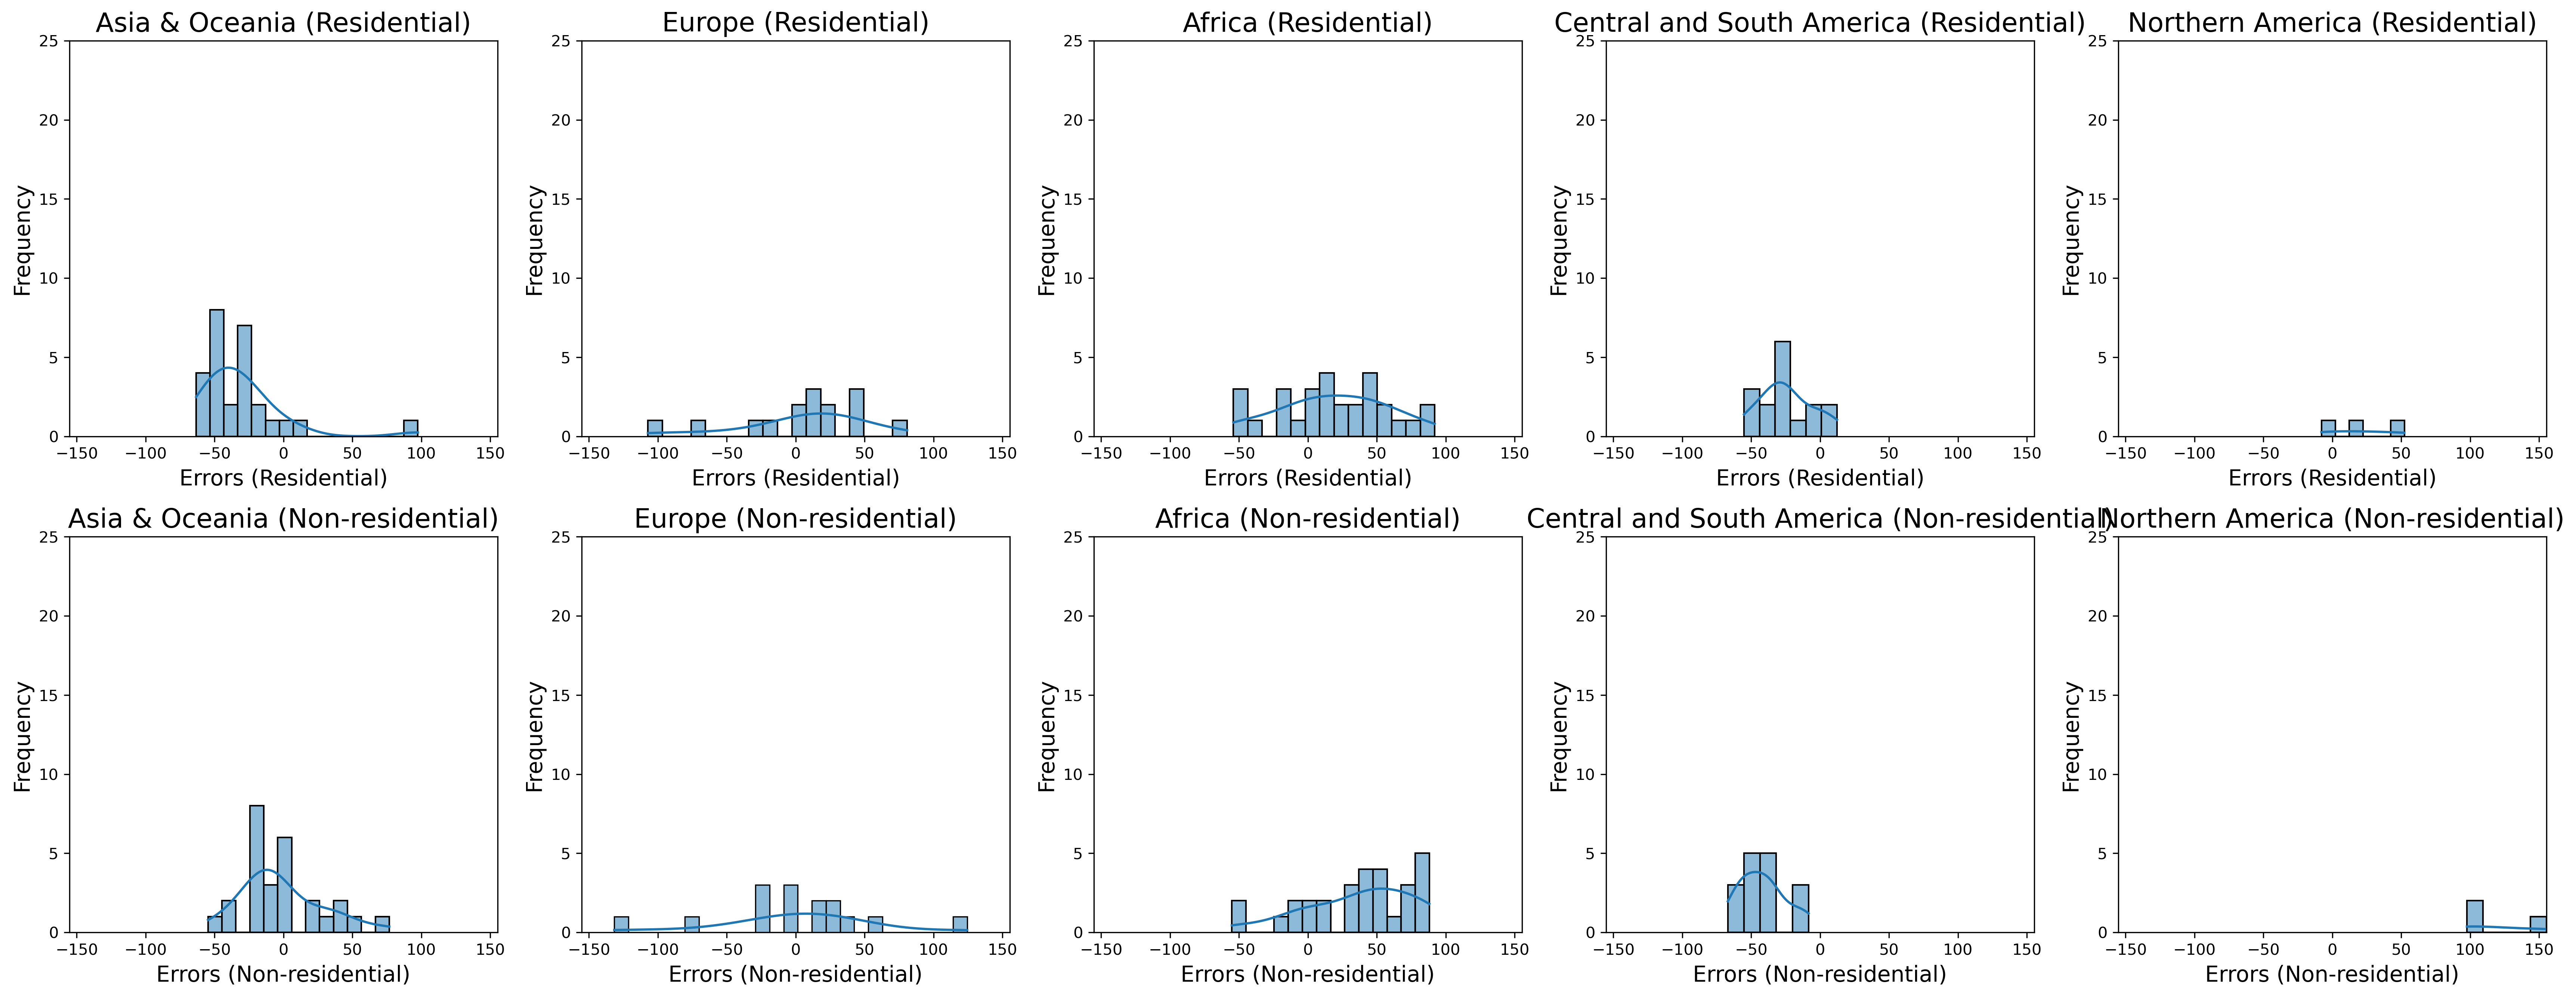 Asia & Oceania (Residential)
Europe (Residential)
Africa (Residential)
Central and South America (Residential)
Northern America (Residential)
Frequency
25
20
15
10
5
0
−150 −100 −50 0 50 100 150
Errors (Residential)
Frequency
25
20
15
10
5
0
−150 −100 −50 0 50 100 150
Errors (Residential)
Frequency
25
20
15
10
5
0
−150 −100 −50 0 50 100 150
Errors (Residential)
Frequency
25
20
15
10
5
0
−150 −100 −50 0 50 100 150
Errors (Residential)
Frequency
25
20
15
10
5
0
−150 −100 −50 0 50 100 150
Errors (Residential)
Asia & Oceania (Non-residential)
Europe (Non-residential)
Africa (Non-residential)
Central and South America (Non-residential)
Northern America (Non-residential)
Frequency
25
20
15
10
5
0
−150 −100 −50 0 50 100 150
Errors (Non-residential)
Frequency
25
20
15
10
5
0
−150 −100 −50 0 50 100 150
Errors (Non-residential)
Frequency
25
20
15
10
5
0
−150 −100 −50 0 50 100 150
Errors (Non-residential)
Frequency
25
20
15
10
5
0
−150 −100 −50 0 50 100 150
Errors (Non-residential)
Frequency
25
20
15
10
5
0
−150 −100 −50 0 50 100 150
Errors (Non-residential)